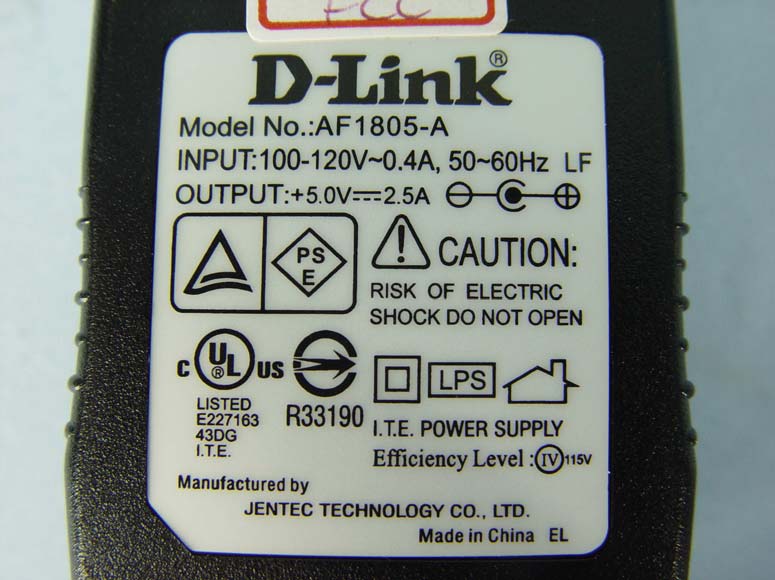 FCC
D-Link®
Model No.:AF1805-A
INPUT:100-120V~0.4A, 50~60Hz LF
OUTPUT:+5.0V⎓2.5A
PS
E
CAUTION:
RISK OF ELECTRIC
SHOCK DO NOT OPEN
c UL® US
LISTED
E227163
43DG
I.T.E.
R33190
LPS
I.T.E. POWER SUPPLY
Efficiency Level :IV 115V
Manufactured by
JENTEC TECHNOLOGY CO., LTD.
Made in China EL